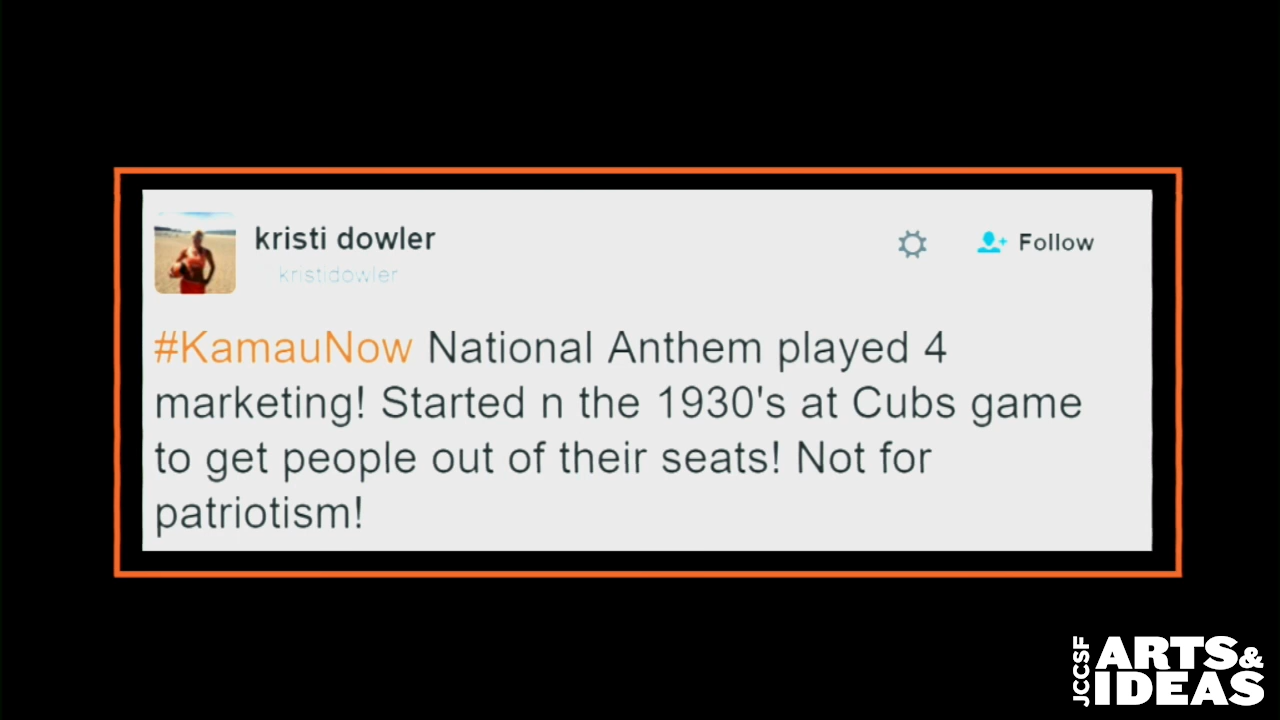 kristi dowler
kristidowler
Follow
#KamauNow National Anthem played 4
marketing! Started n the 1930's at Cubs game
to get people out of their seats! Not for
patriotism!
JCCSF
ARTS&
IDEAS